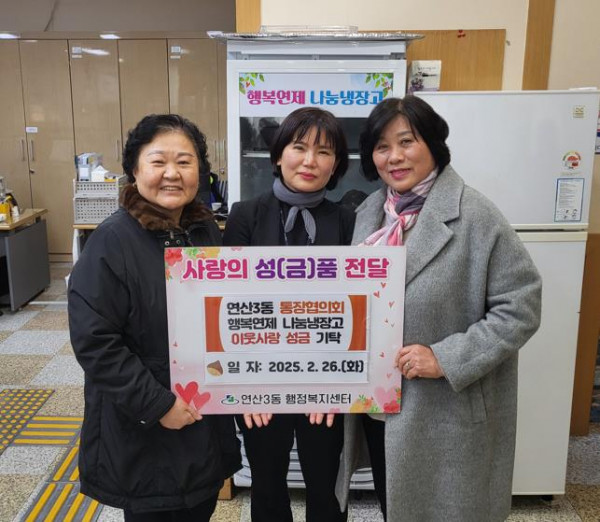 행복연제 나눔냉장고
사랑의 성(금)품 전달
연산3동 통장협의회
행복연제 나눔냉장고
이웃사랑 성금 기탁
일 자: 2025. 2. 26.(화)
연산3동 행정복지센터